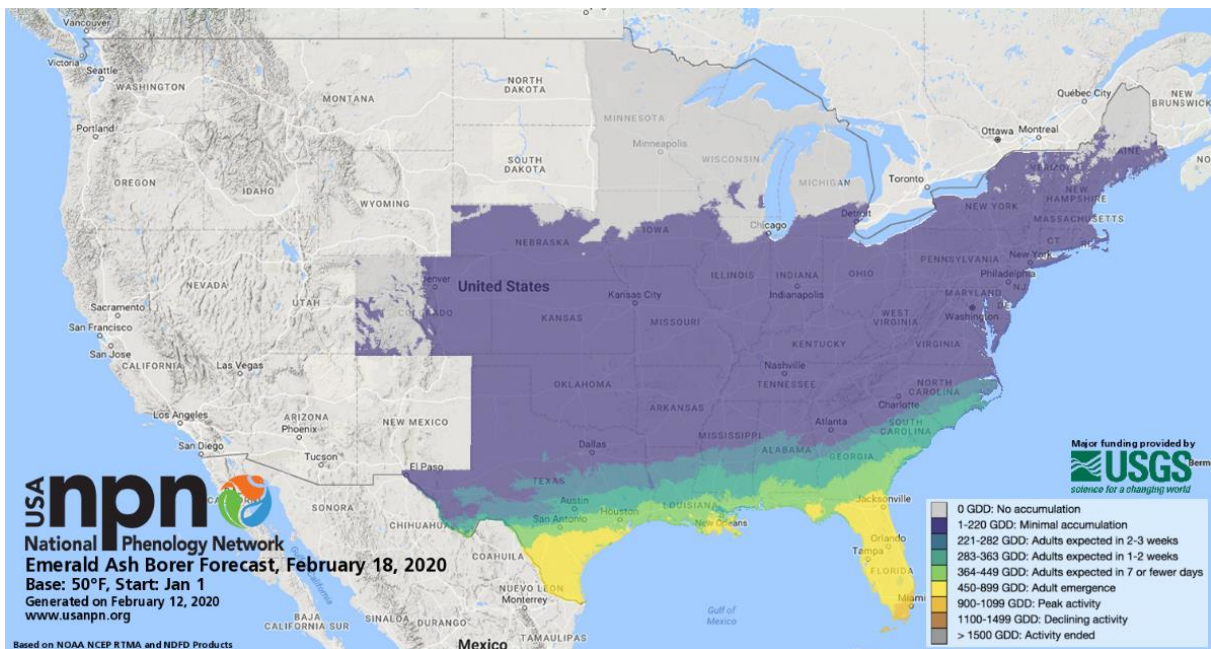 Vancouver
Victoria
Seattle
WASHINGTON
Portland
OREGON
IDAHO
MONTANA
WYOMING
NORTH
DAKOTA
SOUTH
DAKOTA
MINNESOTA
Minneapolis
WISCONSIN
MICHIGAN
Ottawa
Montreal
Québec City
NEW
BRUNSWICK
Toronto
Detroit
Chicago
NEW YORK
NEW
HAMPSHIRE
MASSACHUSETTS
CT
NEBRASKA
IOWA
ILLINOIS
INDIANA
OHIO
PENNSYLVANIA
New York
Philadelphia
NJ
MARYLAND
Washington
Indianapolis
United States
Kansas City
KANSAS
MISSOURI
WEST
VIRGINIA
VIRGINIA
KENTUCKY
NEVADA
UTAH
Sacramento
San Francisco
San Jose
CALIFORNIA
Las Vegas
Los Angeles
San Diego
ARIZONA
Phoenix
Tucson
NEW MEXICO
El Paso
OKLAHOMA
ARKANSAS
Nashville
TENNESSEE
NORTH
CAROLINA
Charlotte
SOUTH
CAROLINA
Atlanta
MISSISSIPPI
ALABAMA
GEORGIA
Dallas
TEXAS
Austin
San Antonio
Houston
LOUISIANA
New Orleans
Jacksonville
Orlando
Tampa
FLORIDA
Miami
Gulf of
Mexico
SONORA
CHIHUAHUA
COAHUILA
NUEVO LEON
Monterrey
BAJA
CALIFORNIA SUR
SINALOA
DURANGO
TAMAULIPAS
Mexico
USA
npn
National Phenology Network
Emerald Ash Borer Forecast, February 18, 2020
Base: 50°F, Start: Jan 1
Generated on February 12, 2020
www.usanpn.org
Based on NOAA NCEP RTMA and NDFD Products
Major funding provided by
USGS
science for a changing world
0 GDD: No accumulation
1-220 GDD: Minimal accumulation
221-282 GDD: Adults expected in 2-3 weeks
283-363 GDD: Adults expected in 1-2 weeks
364-449 GDD: Adults expected in 7 or fewer days
450-899 GDD: Adult emergence
900-1099 GDD: Peak activity
1100-1499 GDD: Declining activity
> 1500 GDD: Activity ended